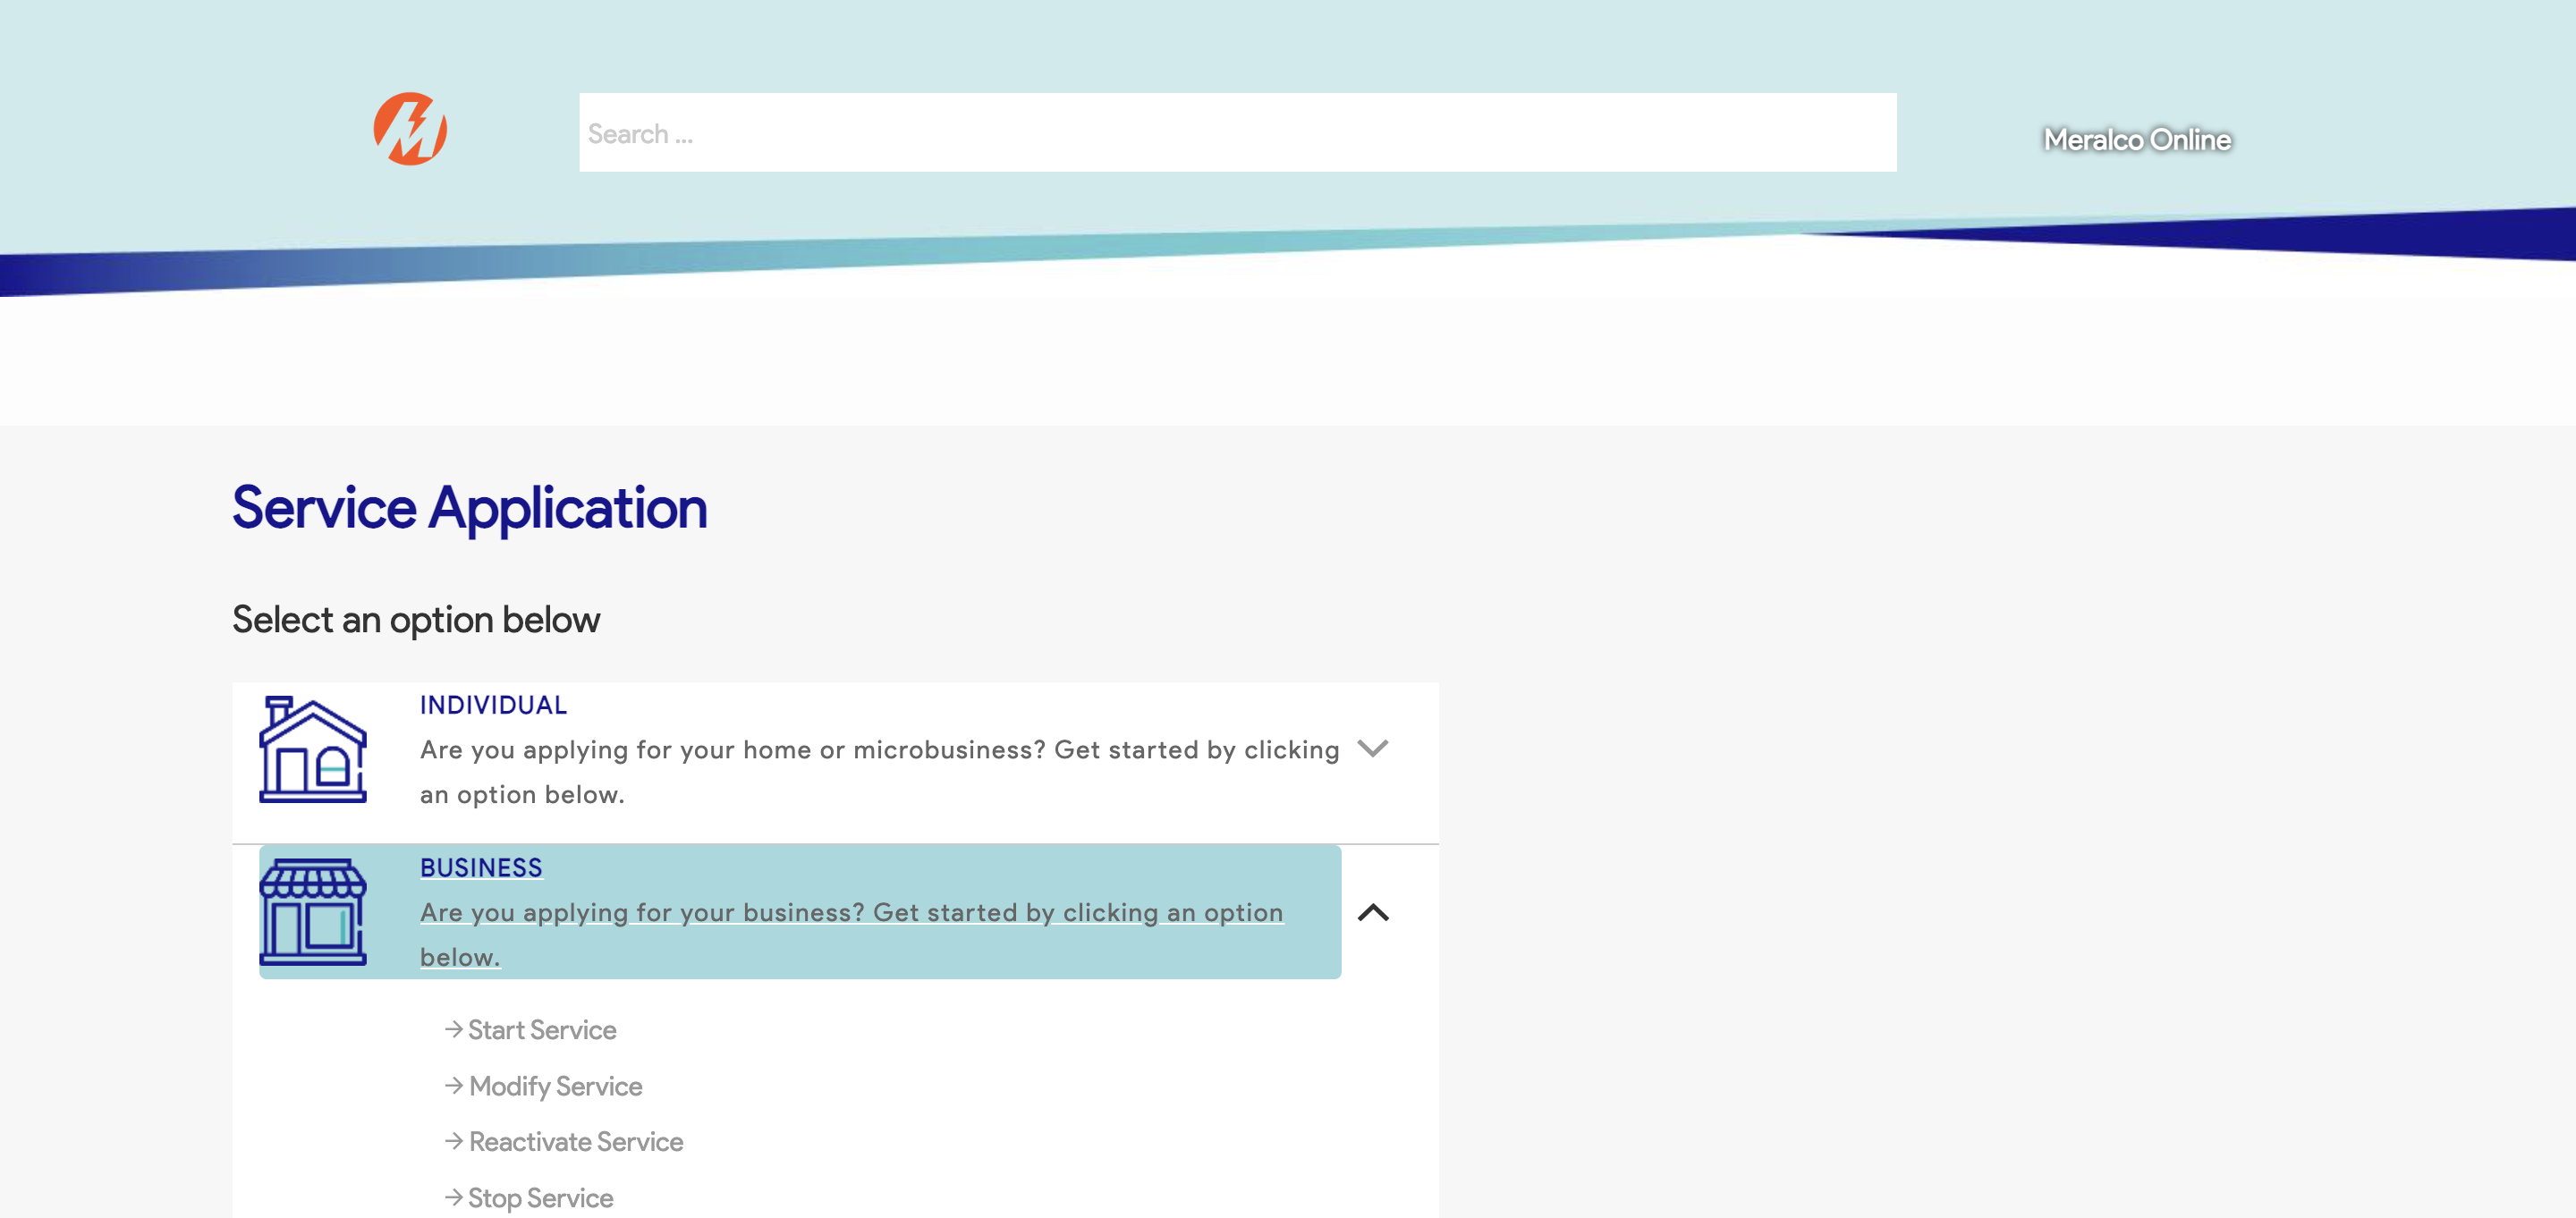 Search ...
Meralco Online
Service Application
Select an option below
INDIVIDUAL
Are you applying for your home or microbusiness? Get started by clicking
an option below.
BUSINESS
Are you applying for your business? Get started by clicking an option
below.
→ Start Service
→ Modify Service
→ Reactivate Service
→ Stop Service